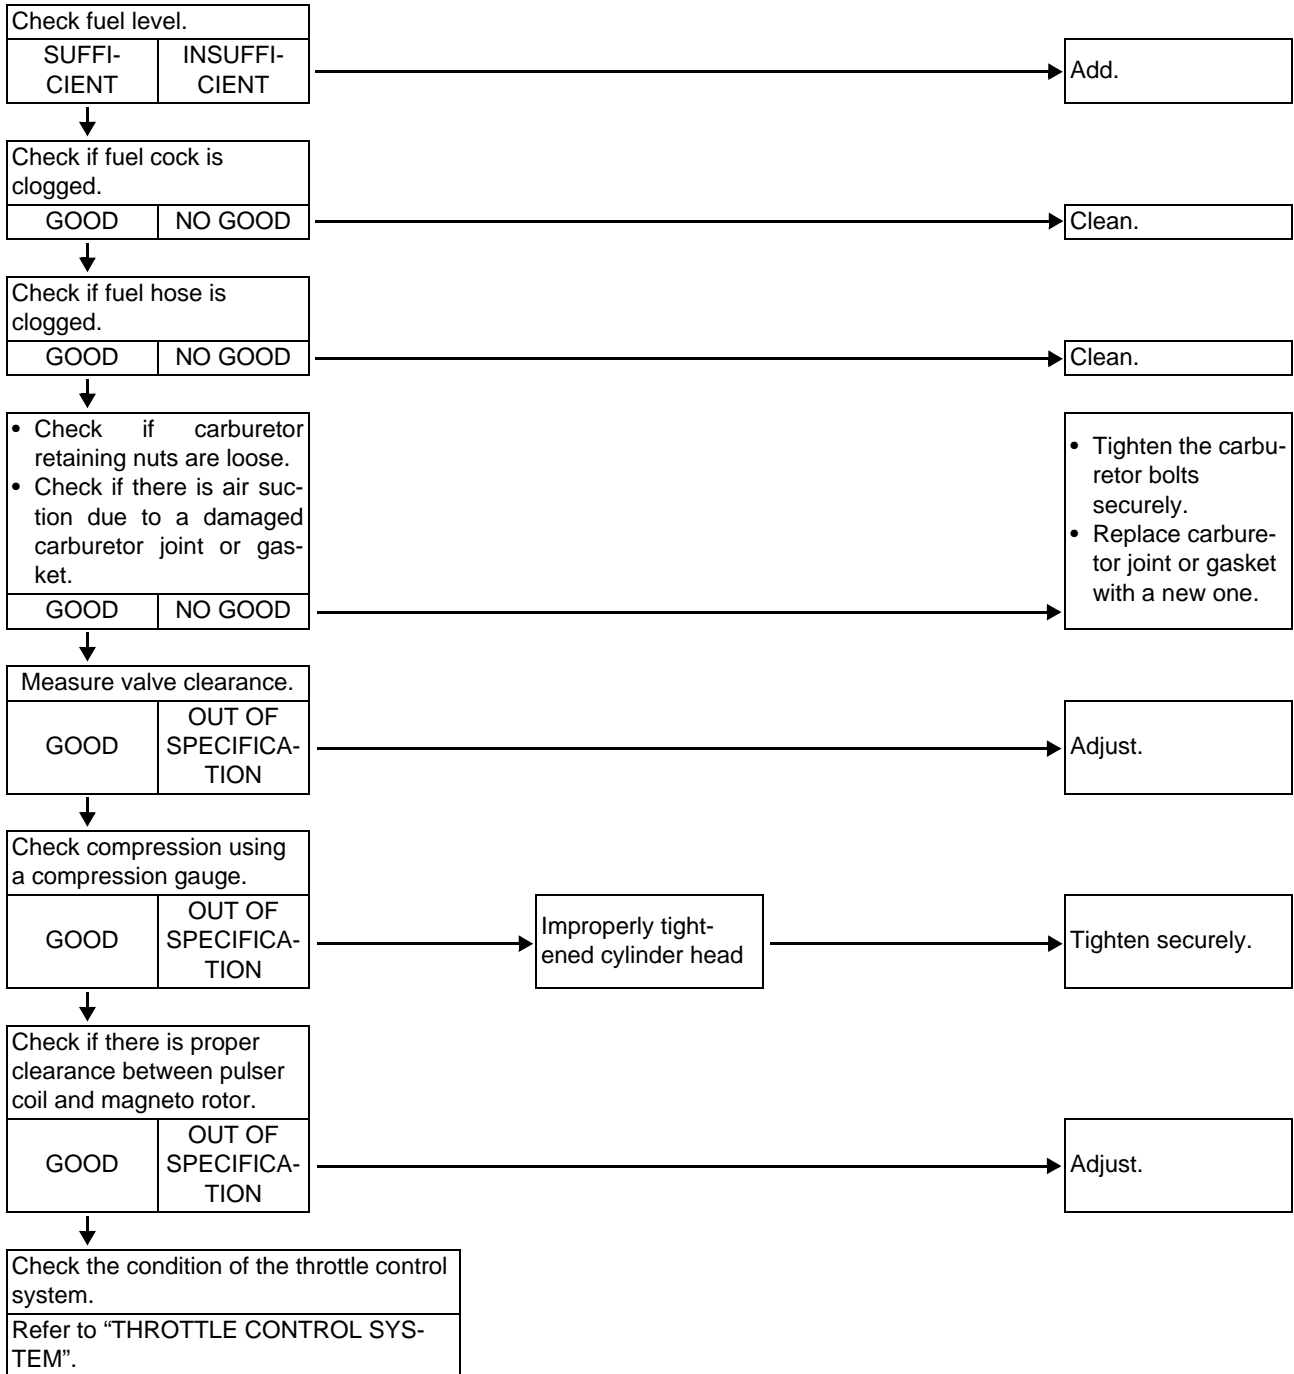 Check fuel level.
SUFFI-
CIENT
INSUFFI-
CIENT
Add.
Check if fuel cock is
clogged.
GOOD
NO GOOD
Clean.
Check if fuel hose is
clogged.
GOOD
NO GOOD
Clean.
• Check if carburetor
retaining nuts are loose.
• Check if there is air suc-
tion due to a damaged
carburetor joint or gas-
ket.
GOOD
NO GOOD
• Tighten the carbu-
retor bolts
securely.
• Replace carbure-
tor joint or gasket
with a new one.
Measure valve clearance.
GOOD
OUT OF
SPECIFICA-
TION
Adjust.
Check compression using
a compression gauge.
GOOD
OUT OF
SPECIFICA-
TION
Improperly tight-
ened cylinder head
Tighten securely.
Check if there is proper
clearance between pulser
coil and magneto rotor.
GOOD
OUT OF
SPECIFICA-
TION
Adjust.
Check the condition of the throttle control
system.
Refer to “THROTTLE CONTROL SYS-
TEM”.